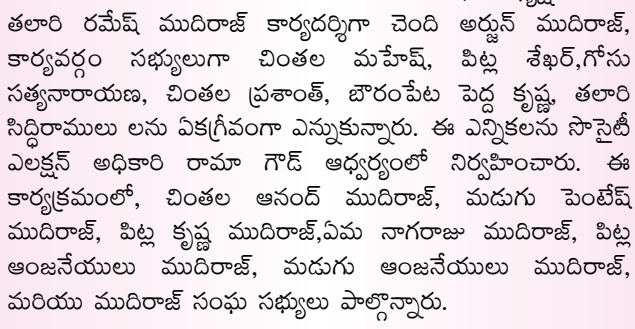 తలారి రమేష్ ముదిరాజ్ కార్యదర్శిగా చెంది అర్జున్ ముదిరాజ్,
కార్యవర్గం సభ్యులుగా చింతల మహేష్, పిట్ల శేఖర్,గోసు
సత్యనారాయణ, చింతల ప్రశాంత్, బౌరంపేట పెద్ద కృష్ణ, తలారి
సిద్ధిరాములు లను ఏకగ్రీవంగా ఎన్నుకున్నారు. ఈ ఎన్నికలను సొసైటీ
ఎలక్షన్ అధికారి రామా గౌడ్ ఆధ్వర్యంలో నిర్వహించారు. ఈ
కార్యక్రమంలో, చింతల ఆనంద్ ముదిరాజ్, మడుగు పెంటేష్
ముదిరాజ్, పిట్ల కృష్ణ ముదిరాజ్,ఏమ నాగరాజు ముదిరాజ్, పిట్ల
ఆంజనేయులు ముదిరాజ్, మడుగు ఆంజనేయులు ముదిరాజ్,
మరియు ముదిరాజ్ సంఘ సభ్యులు పాల్గొన్నారు.